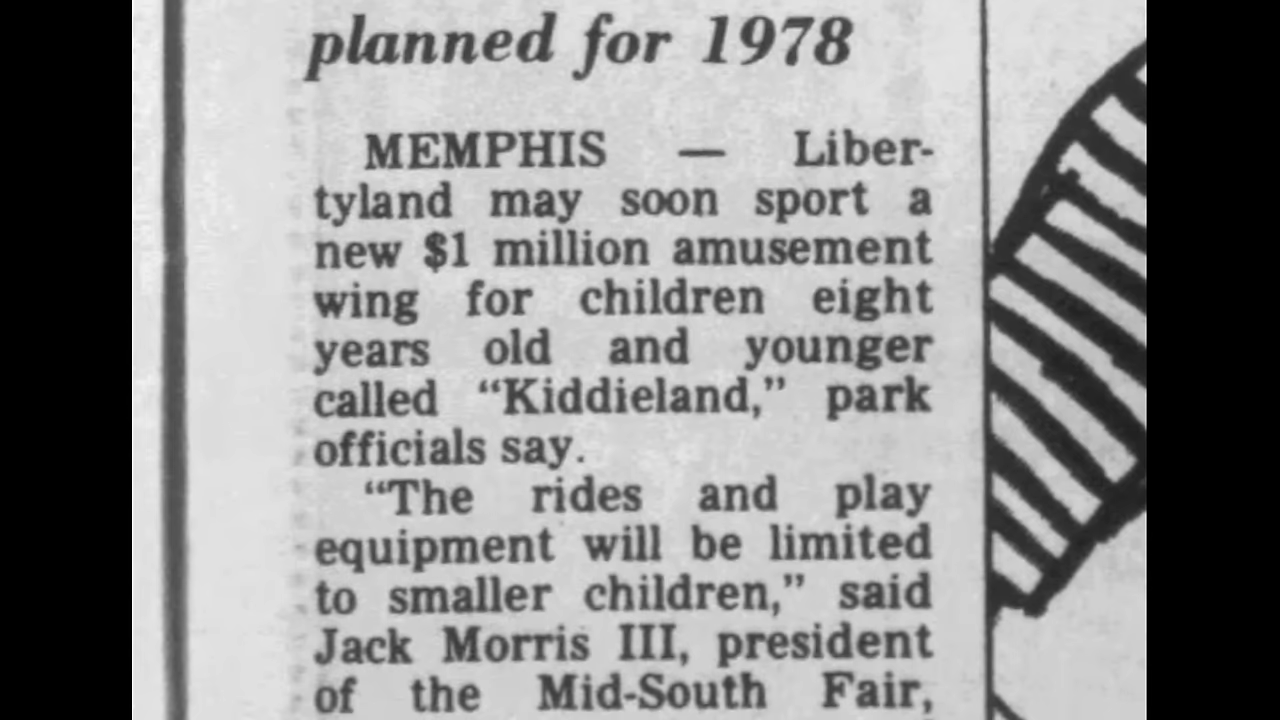 planned for 1978
MEMPHIS — Liber-
tyland may soon sport a
new $1 million amusement
wing for children eight
years old and younger
called “Kiddieland,” park
officials say.
“The rides and play
equipment will be limited
to smaller children,” said
Jack Morris III, president
of the Mid-South Fair,